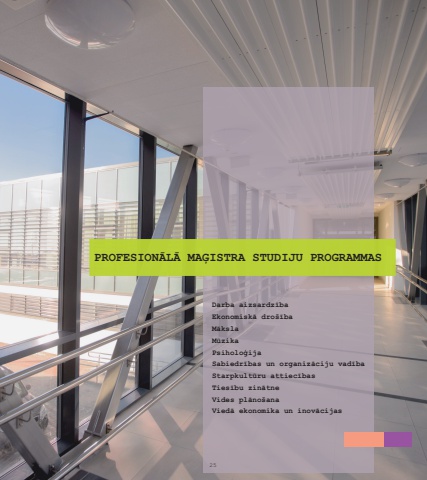 PROFESIONĀLĀ MAĢISTRA STUDIJU PROGRAMMAS
Darba aizsardzība
Ekonomiskā drošība
Māksla
Mūzika
Psiholoģija
Sabiedrības un organizāciju vadība
Starpkultūru attiecības
Tiesību zinātne
Vides plānošana
Viedā ekonomika un inovācijas
25